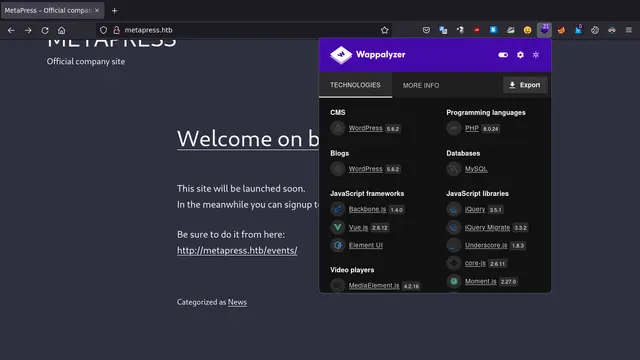 MetaPress – Official compan
metapress.htb
21
METAPRESS
Official company site
Wappalyzer
TECHNOLOGIES
MORE INFO
Export
CMS
WordPress 5.6.2
Programming languages
PHP 8.0.24
Blogs
WordPress 5.6.2
Databases
MySQL
JavaScript frameworks
Backbone.js 1.4.0
Vue.js 2.6.12
Element UI
JavaScript libraries
jQuery 3.5.1
jQuery Migrate 3.3.2
Underscore.js 1.8.3
core-js 2.6.11
Moment.js 2.27.0
Video players
MediaElement.js 4.2.16
Welcome on b
This site will be launched soon.
In the meanwhile you can signup t
Be sure to do it from here:
http://metapress.htb/events/
Categorized as News